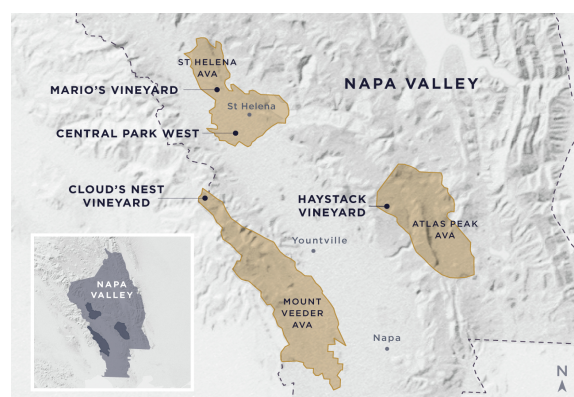 ST HELENA
AVA
NAPA VALLEY
MARIO'S VINEYARD
St Helena
CENTRAL PARK WEST
CLOUD'S NEST
VINEYARD
HAYSTACK
VINEYARD
ATLAS PEAK
AVA
Yountville
NAPA
VALLEY
MOUNT
VEEDER
AVA
Napa
N